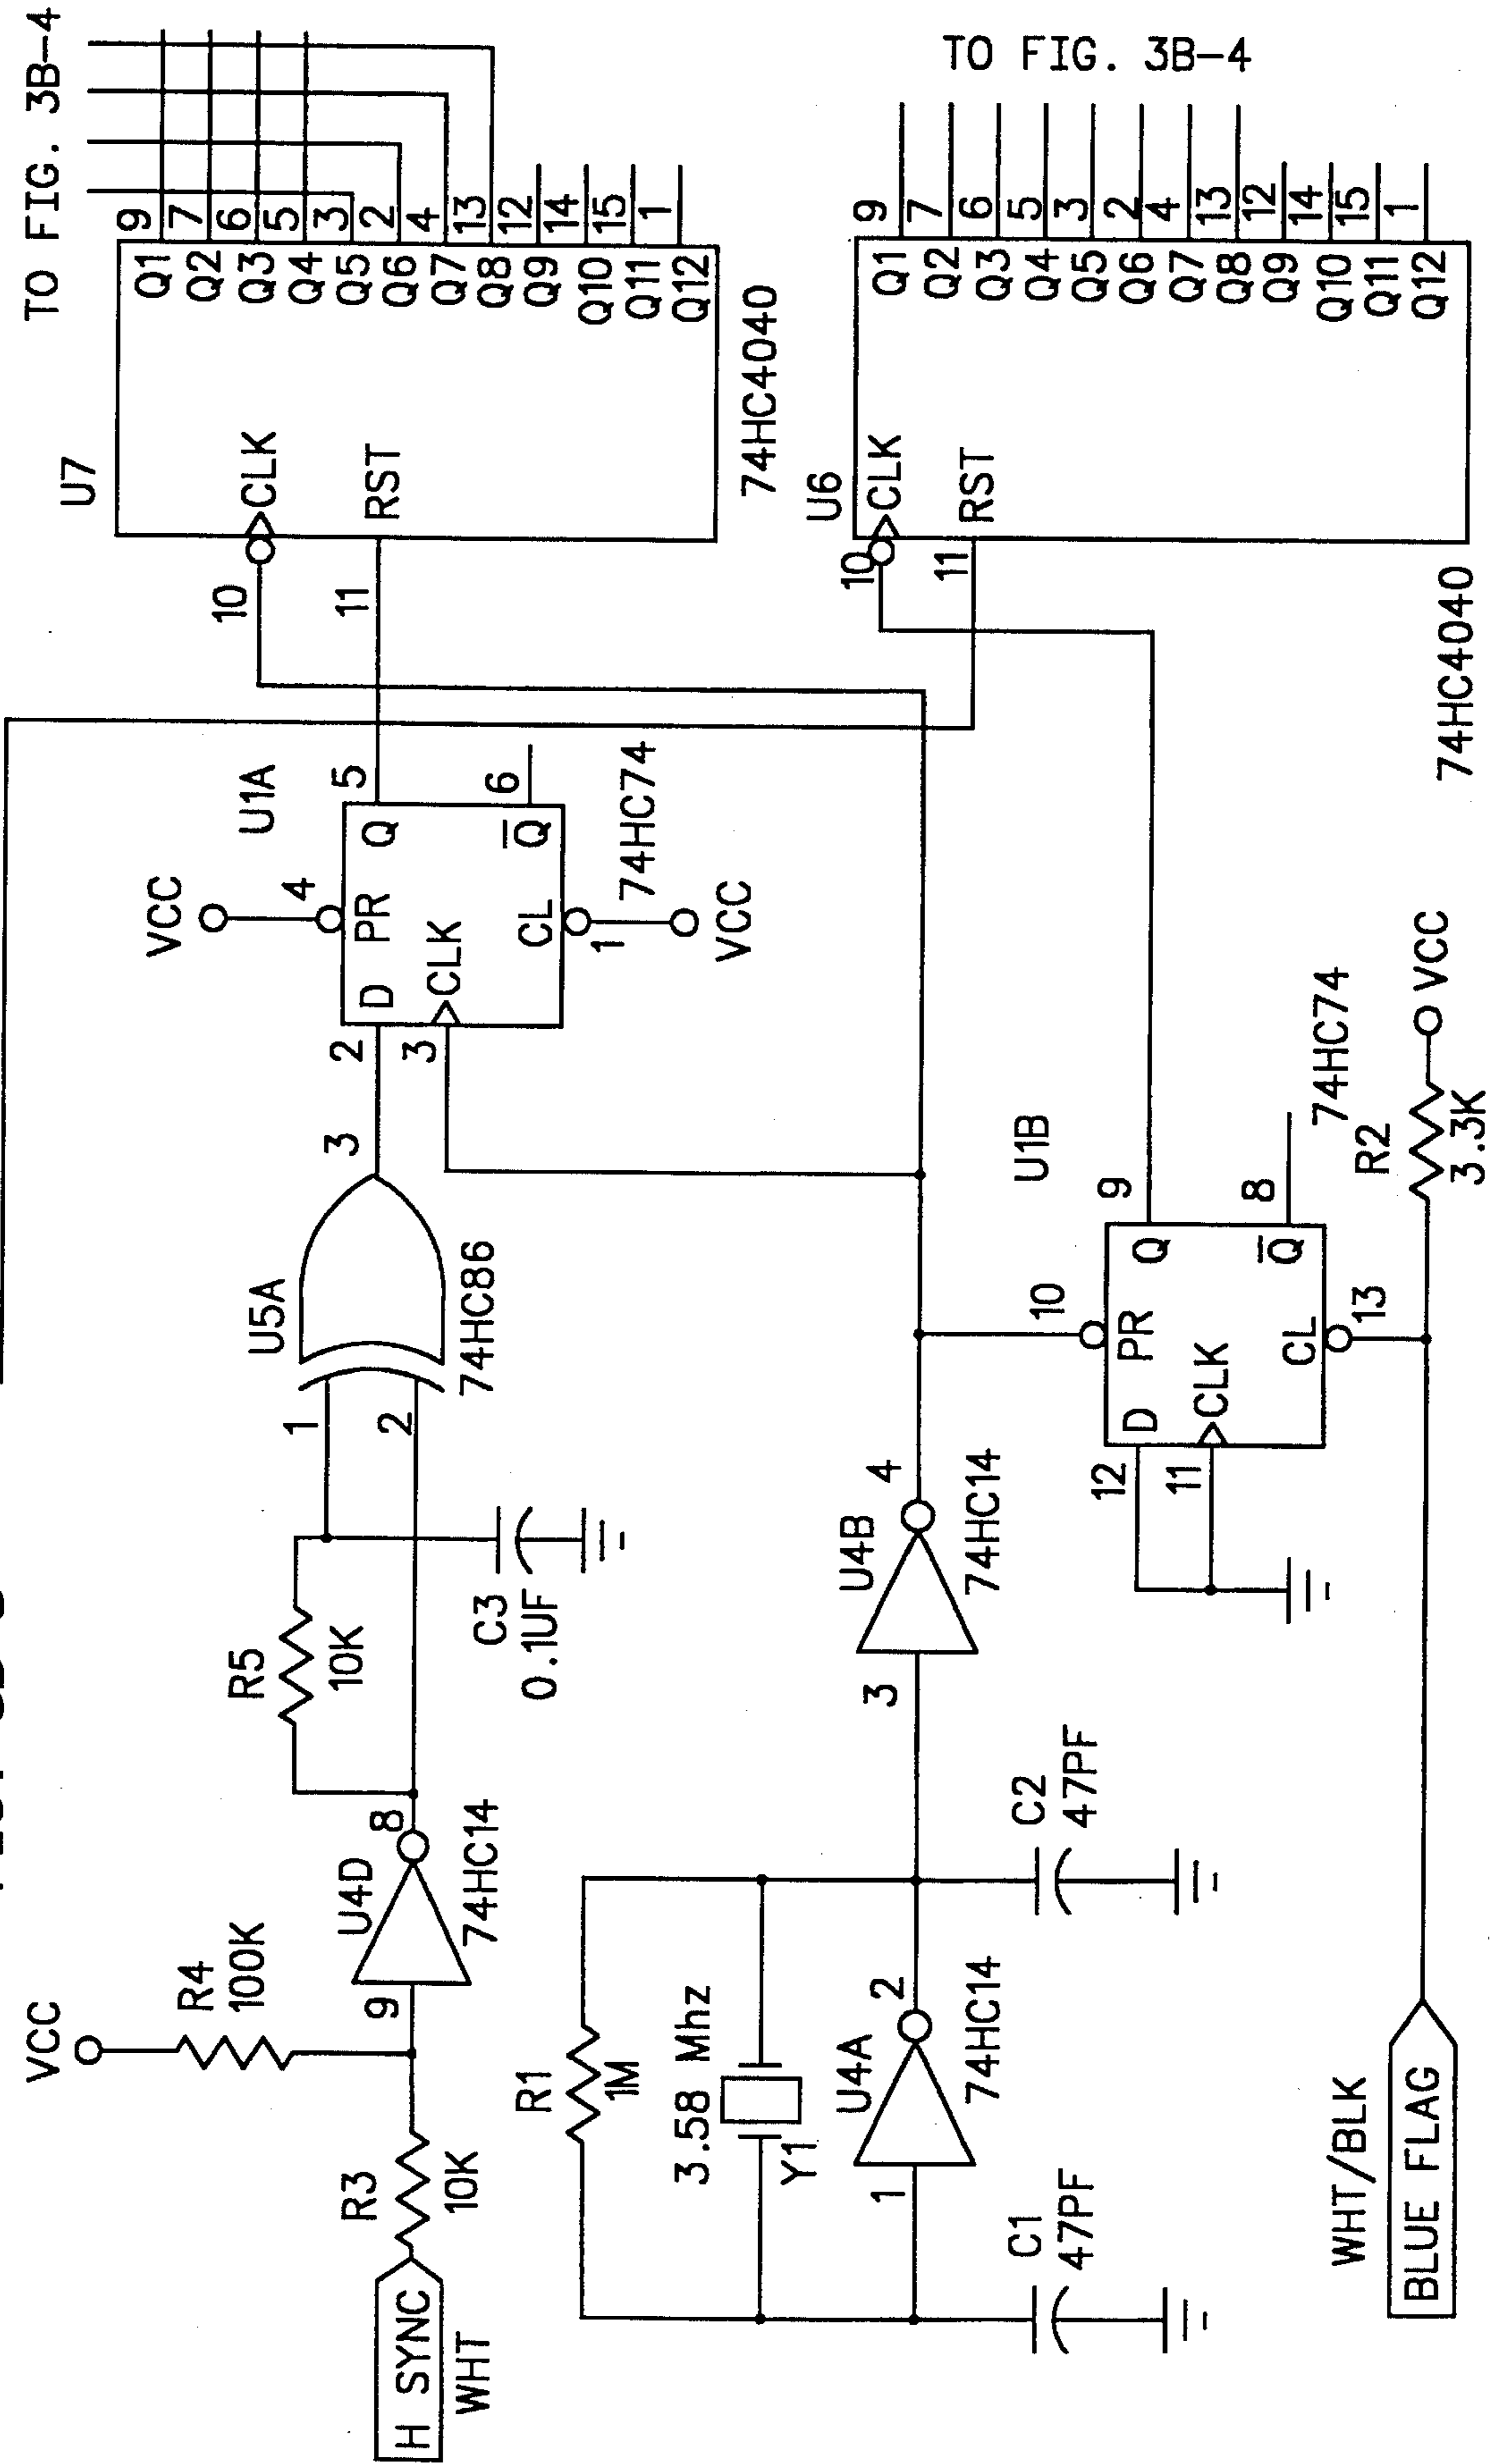 TO FIG. 3B-4
U7
CLK
RST
10
11
Q1 9
Q2 7
Q3 6
Q4 5
Q5 3
Q6 2
Q7 4
Q8 13
Q9 12
Q10 14
Q11 15
Q12 1
74HC4040
TO FIG. 3B-4
U6
CLK
RST
10
11
Q1 9
Q2 7
Q3 6
Q4 5
Q5 3
Q6 2
Q7 4
Q8 13
Q9 12
Q10 14
Q11 15
Q12 1
74HC4040
VCC
U1A
4
PR
2
D
Q
5
3
CLK
Q
6
CL
1
74HC74
VCC
U5A
1
2
3
74HC86
R5
10K
C3
0.1UF
VCC
R4
100K
U4D
9
8
74HC14
H SYNC
WHT
R3
10K
R1
1M
3.58 Mhz
Y1
U4A
1
2
74HC14
C1
47PF
C2
47PF
U4B
3
4
74HC14
U1B
10
PR
12
D
Q
9
11
CLK
Q
8
CL
13
74HC74
R2
3.3K
VCC
WHT/BLK
BLUE FLAG